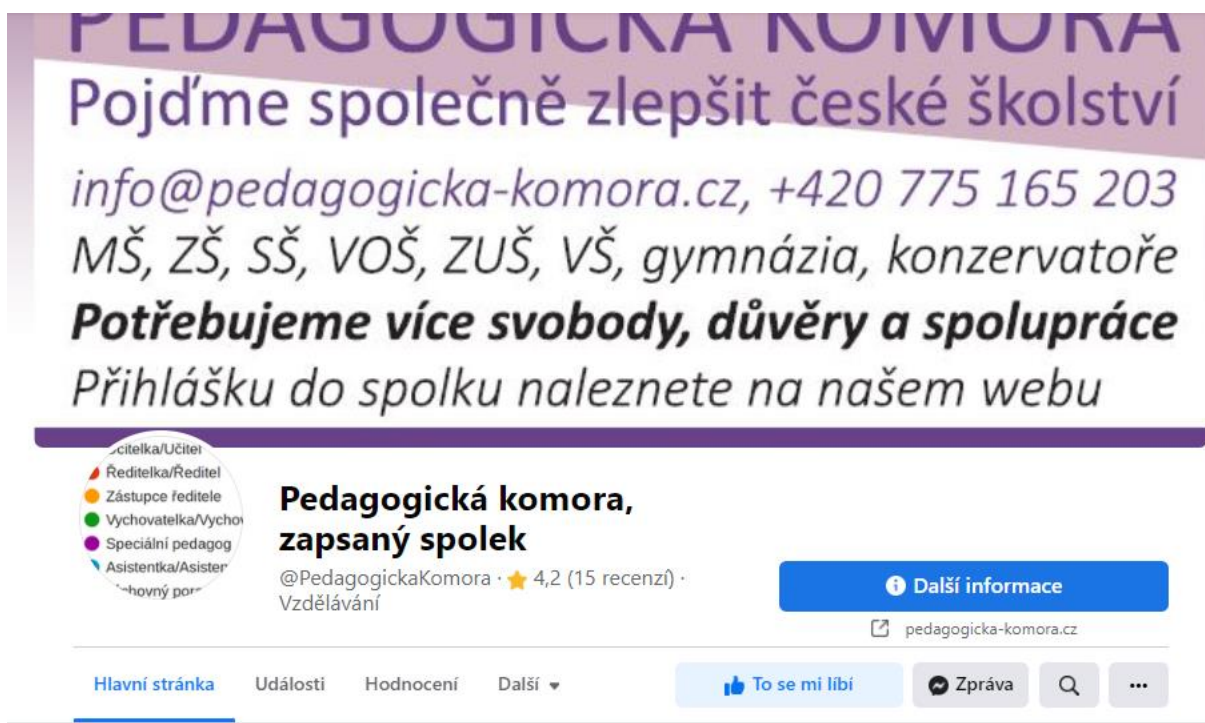 PEDAGOGICKÁ KOMORA
Pojďme společně zlepšit české školství
info@pedagogicka-komora.cz, +420 775 165 203
MŠ, ZŠ, SŠ, VOŠ, ZUŠ, VŠ, gymnázia, konzervatoře
Potřebujeme více svobody, důvěry a spolupráce
Přihlášku do spolku naleznete na našem webu
Ředitelka/Ředitel
Zástupce ředitele
Speciální pedagog
Pedagogická komora,
zapsaný spolek
@PedagogickaKomora · 4,2 (15 recenzí) ·
Vzdělávání
Další informace
pedagogicka-komora.cz
Hlavní stránka Události Hodnocení Další To se mi líbí Zpráva